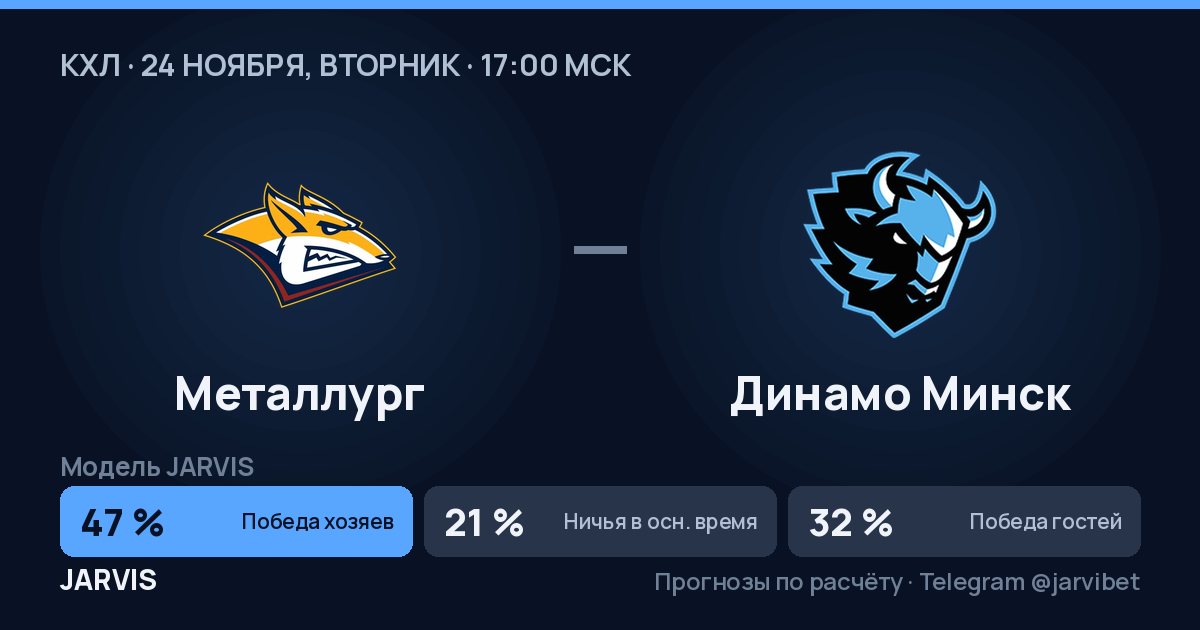 КХЛ · 24 НОЯБРЯ, ВТОРНИК · 17:00 МСК
—
Металлург
Динамо Минск
Модель JARVIS
47 % Победа хозяев
21 % Ничья в осн. время
32 % Победа гостей
JARVIS
Прогнозы по расчёту · Telegram @jarvibet